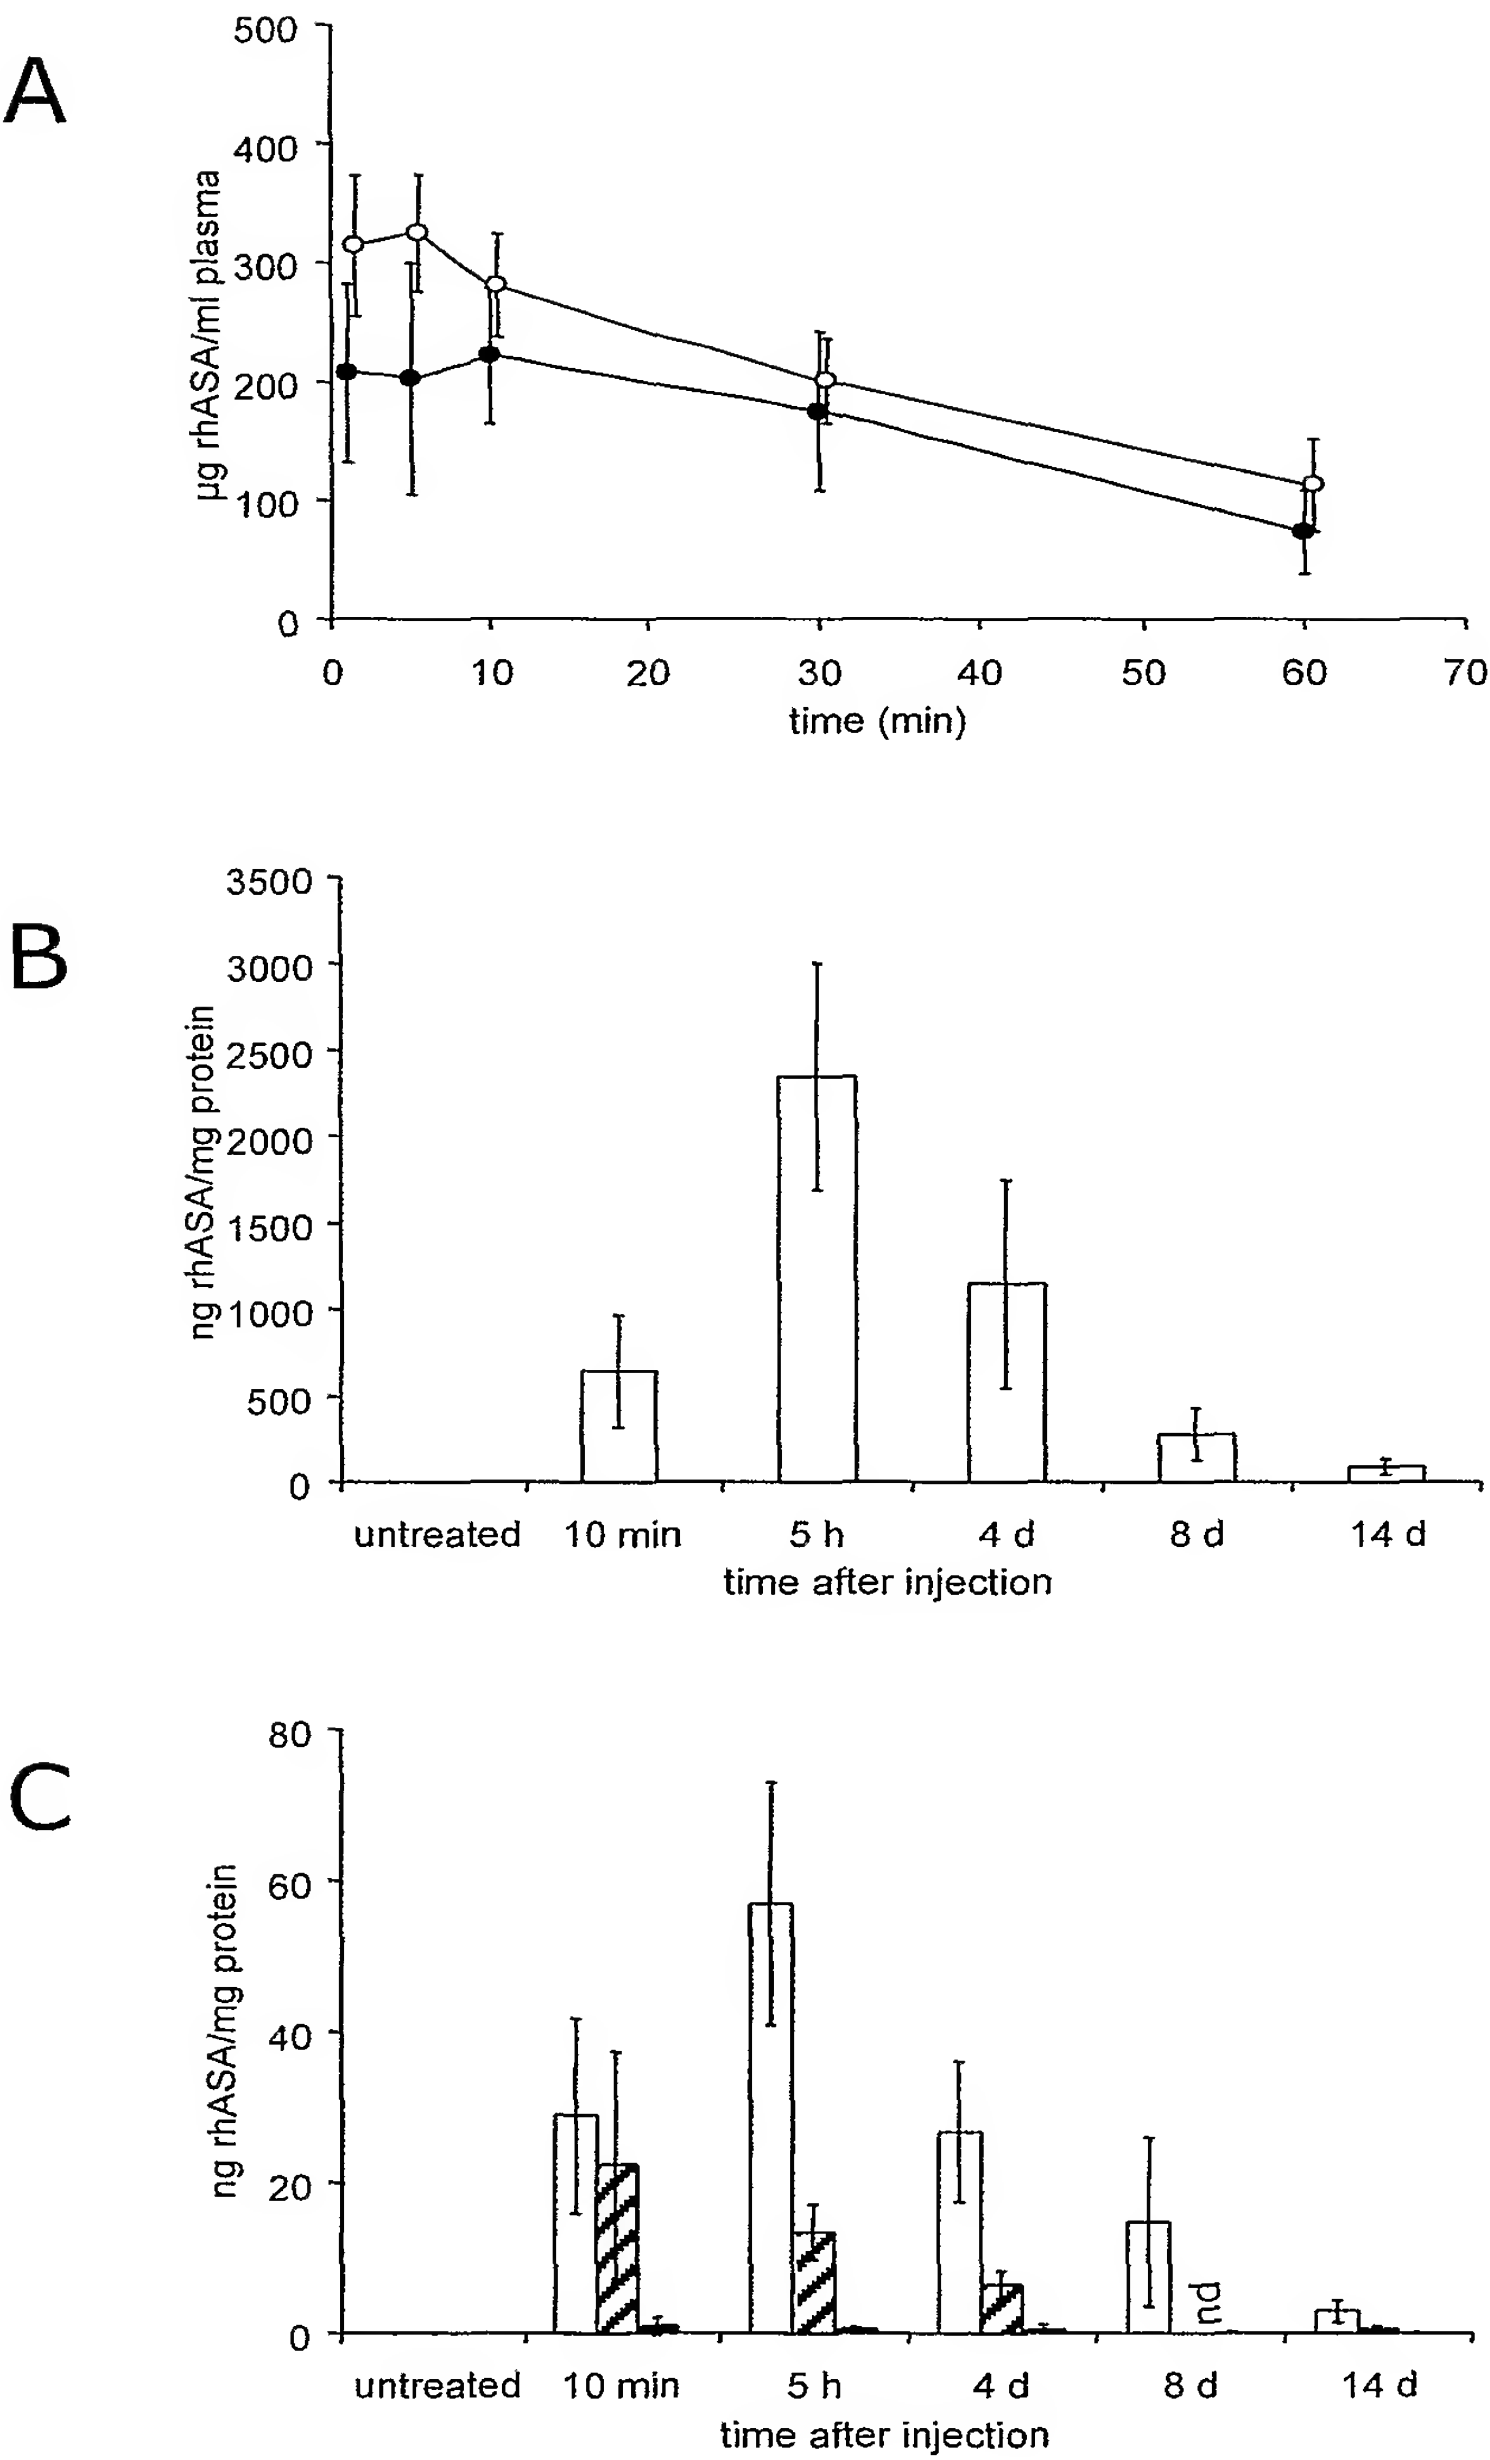 A
500
400
300
200
100
0
µg rhASA/ml plasma
0 10 20 30 40 50 60 70
time (min)
B
3500
3000
2500
2000
1500
1000
500
0
ng rhASA/mg protein
untreated 10 min 5 h 4 d 8 d 14 d
time after injection
C
80
60
40
20
0
ng rhASA/mg protein
nd
untreated 10 min 5 h 4 d 8 d 14 d
time after injection